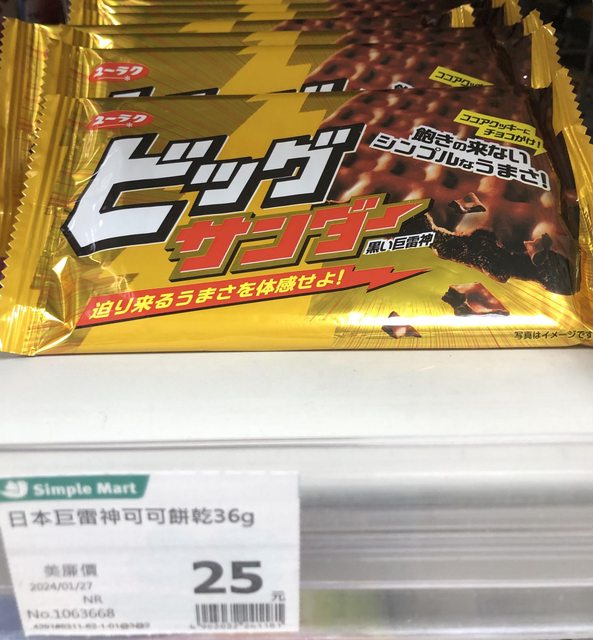 ユーラク
ユーラク
ココアクッキーに
チョコがけ!
飽きの来ない
シンプルなうまさ!
ビッグ
サンダー
黒い巨雷神
迫り来るうまさを体感せよ!
写真はイメージです
Simple Mart
日本巨雷神可可餅乾36g
美廉價
25
元
2024/01/27
NR
No.1063668